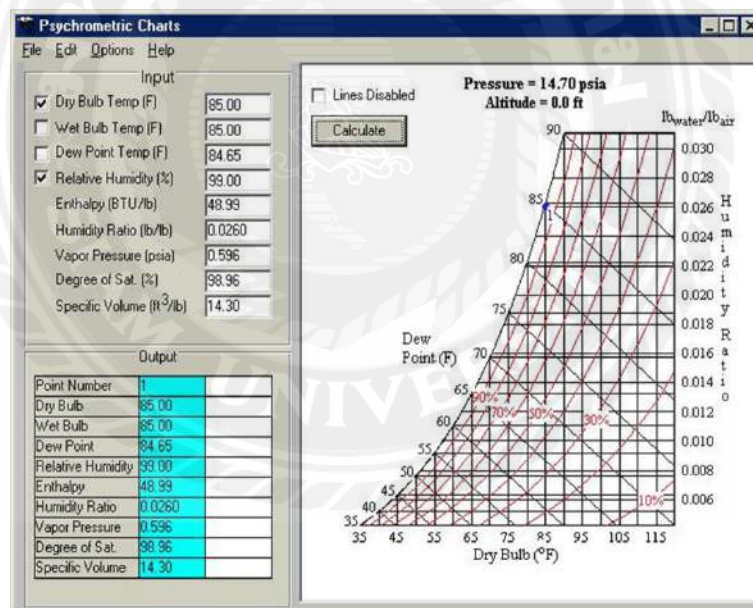 Psychrometric Charts
File Edit Options Help
Input
Dry Bulb Temp (F) 85.00
Wet Bulb Temp (F) 85.00
Dew Point Temp (F) 84.65
Relative Humidity (%) 99.00
Enthalpy (BTU/lb) 48.99
Humidity Ratio (lb/lb) 0.0260
Vapor Pressure (psia) 0.596
Degree of Sat. (%) 98.96
Specific Volume (ft3/lb) 14.30
Output
Point Number 1
Dry Bulb 85.00
Wet Bulb 85.00
Dew Point 84.65
Relative Humidity 99.00
Enthalpy 48.99
Humidity Ratio 0.0260
Vapor Pressure 0.596
Degree of Sat. 98.96
Specific Volume 14.30
Lines Disabled
Calculate
Pressure = 14.70 psia
Altitude = 0.0 ft
lbwater/lbair
90
85
1
80
75
70
65
60
55
50
45
40
35
Dew
Point (F)
90%
70%
50%
30%
10%
0.030
0.028
0.026
0.024
0.022
0.020
0.018
0.016
0.014
0.012
0.010
0.008
0.006
Humidity Ratio
35 45 55 65 75 85 95 105 115
Dry Bulb (°F)
UNIVER